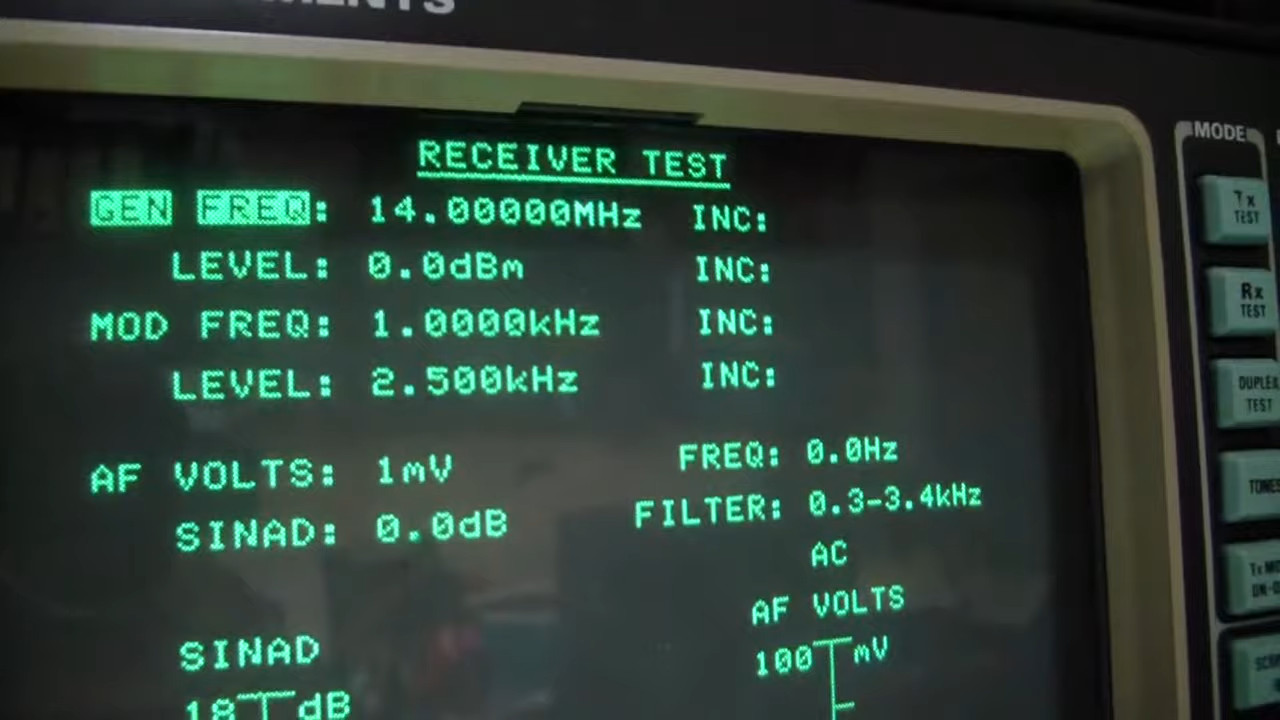 RECEIVER TEST
GEN FREQ: 14.00000MHz INC:
LEVEL: 0.0dBm INC:
MOD FREQ: 1.0000kHz INC:
LEVEL: 2.500kHz INC:
AF VOLTS: 1mV FREQ: 0.0Hz
SINAD: 0.0dB FILTER: 0.3-3.4kHz
AC
AF VOLTS
SINAD 100 mV
18 dB
MODE
Tx
TEST
Rx
TEST
DUPLEX
TEST
TONES